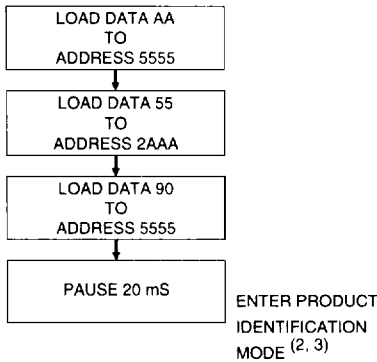 LOAD DATA AA
TO
ADDRESS 5555
LOAD DATA 55
TO
ADDRESS 2AAA
LOAD DATA 90
TO
ADDRESS 5555
PAUSE 20 mS
ENTER PRODUCT
IDENTIFICATION
MODE (2, 3)